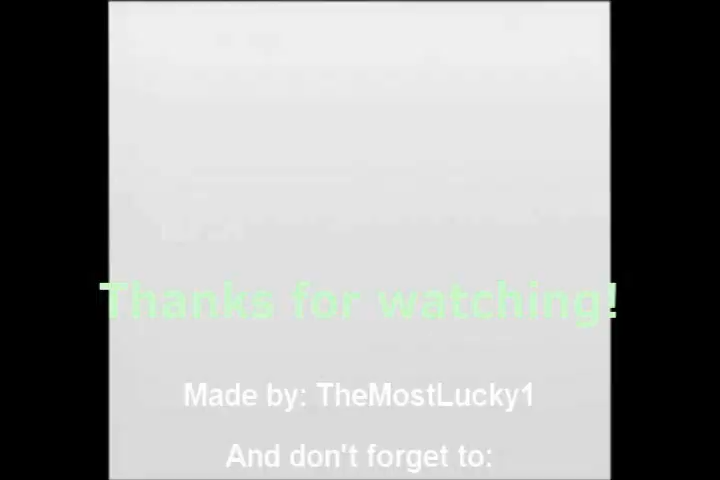 Thanks for watching!
Made by: TheMostLucky1
And don't forget to: